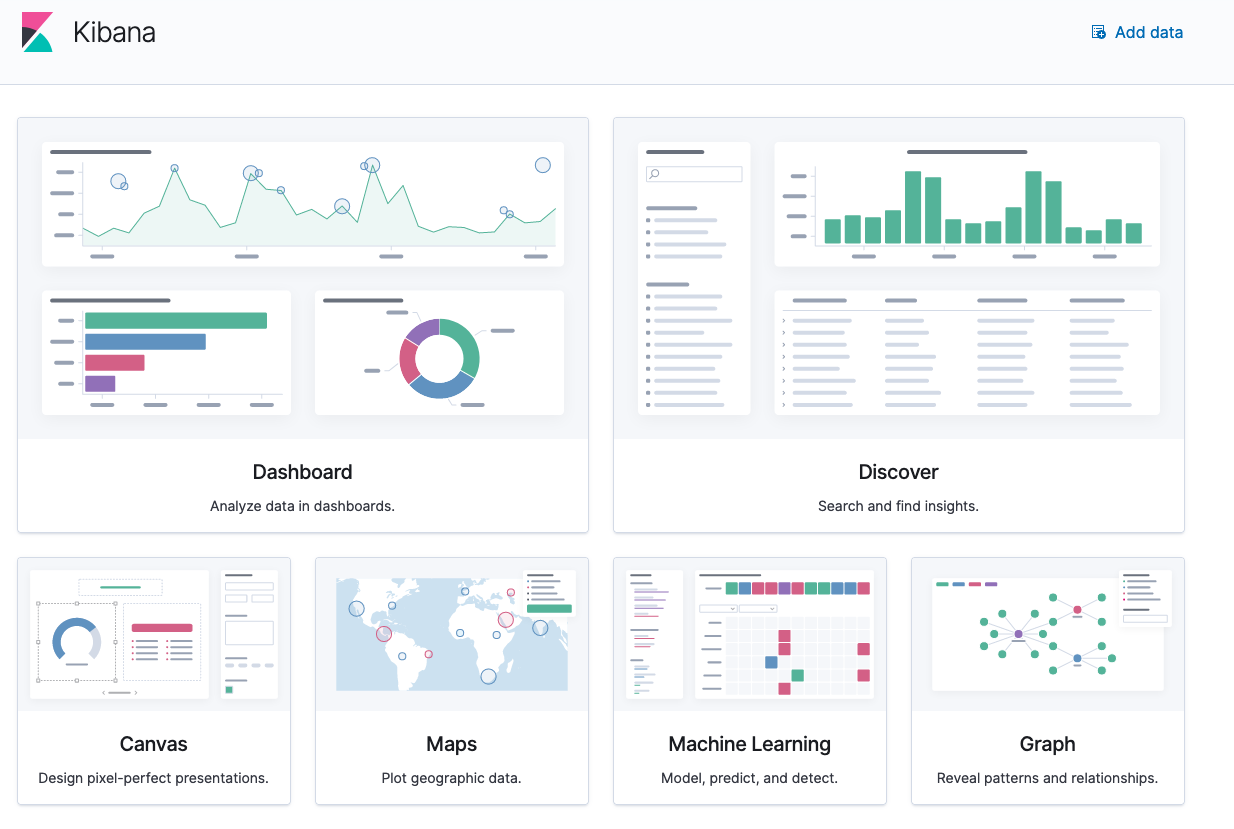 Kibana
Add data
Dashboard
Analyze data in dashboards.
Discover
Search and find insights.
Canvas
Design pixel-perfect presentations.
Maps
Plot geographic data.
Machine Learning
Model, predict, and detect.
Graph
Reveal patterns and relationships.